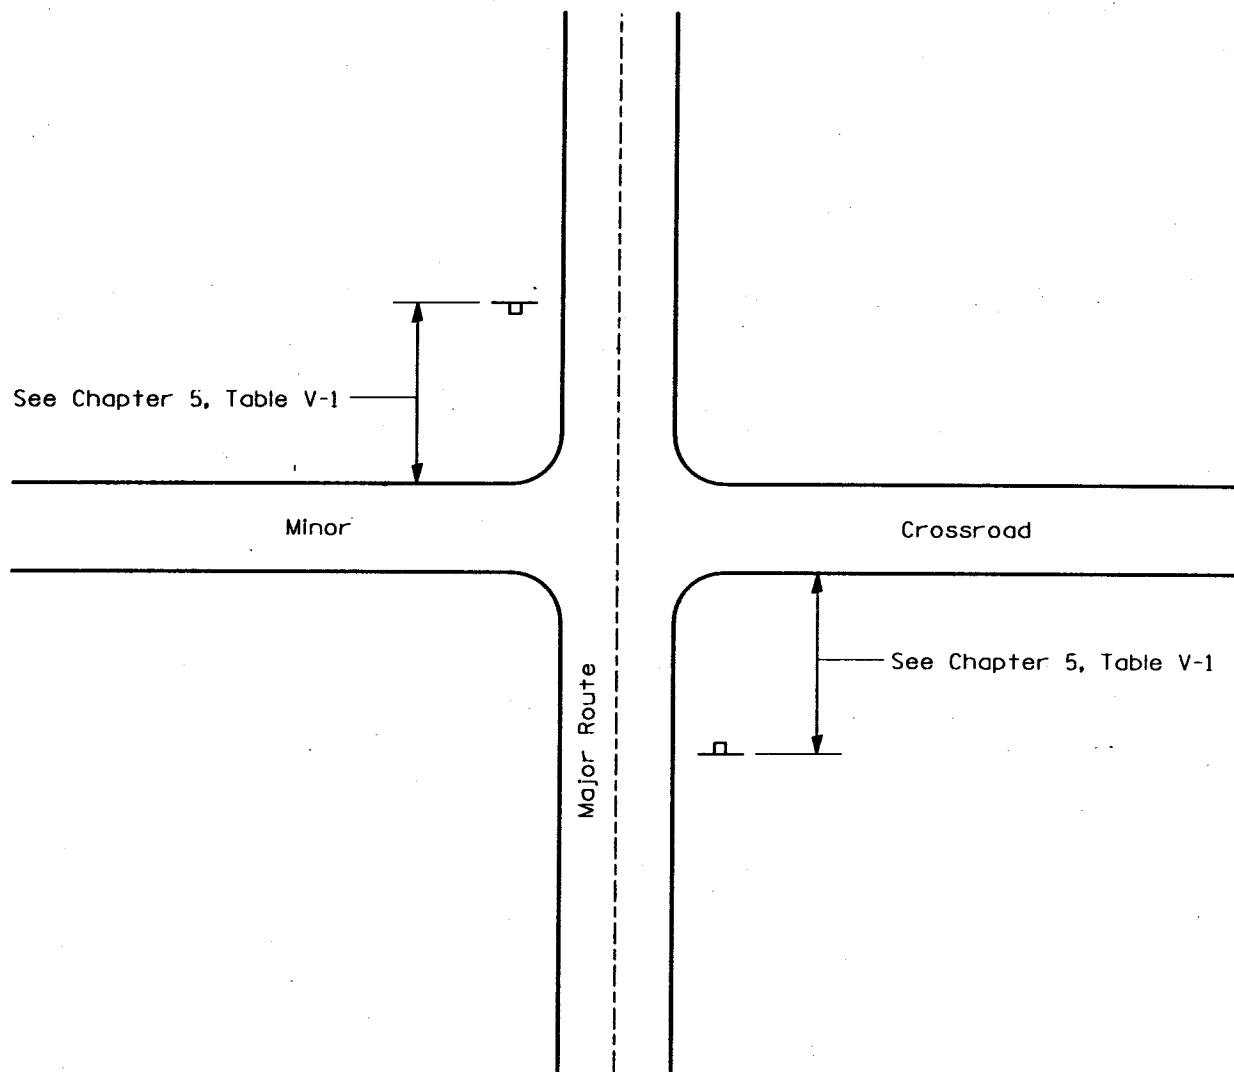 See Chapter 5, Table V-1
Minor
Crossroad
See Chapter 5, Table V-1
Major Route